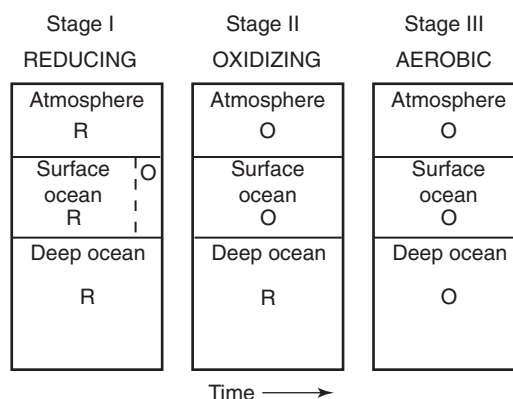 Stage I
REDUCING
Atmosphere
R
Surface
ocean
R
O
Deep ocean
R
Stage II
OXIDIZING
Atmosphere
O
Surface
ocean
O
Deep ocean
R
Stage III
AEROBIC
Atmosphere
O
Surface
ocean
O
Deep ocean
O
Time